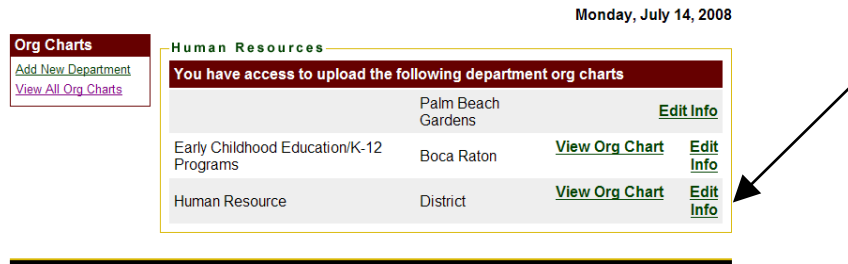 Monday, July 14, 2008
Org Charts
Add New Department
View All Org Charts
Human Resources
You have access to upload the following department org charts
Palm Beach
Gardens
Edit Info
Early Childhood Education/K-12
Programs
Boca Raton
View Org Chart
Edit
Info
Human Resource
District
View Org Chart
Edit
Info